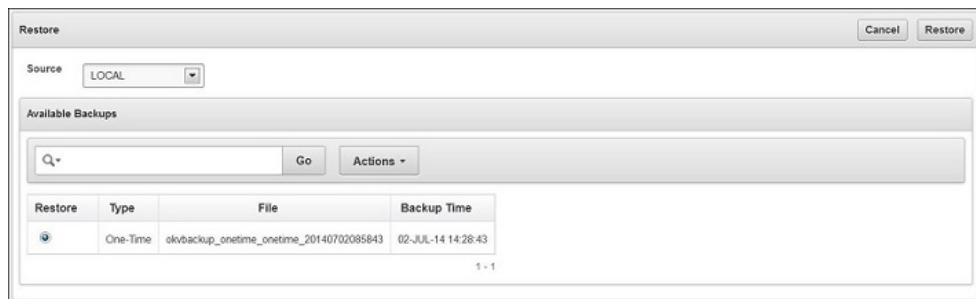 Restore
Cancel
Restore
Source
LOCAL
Available Backups
Go
Actions
Restore Type File Backup Time
One-Time okvbackup_onetime_onetime_20140702085843 02-JUL-14 14:28:43
1 - 1